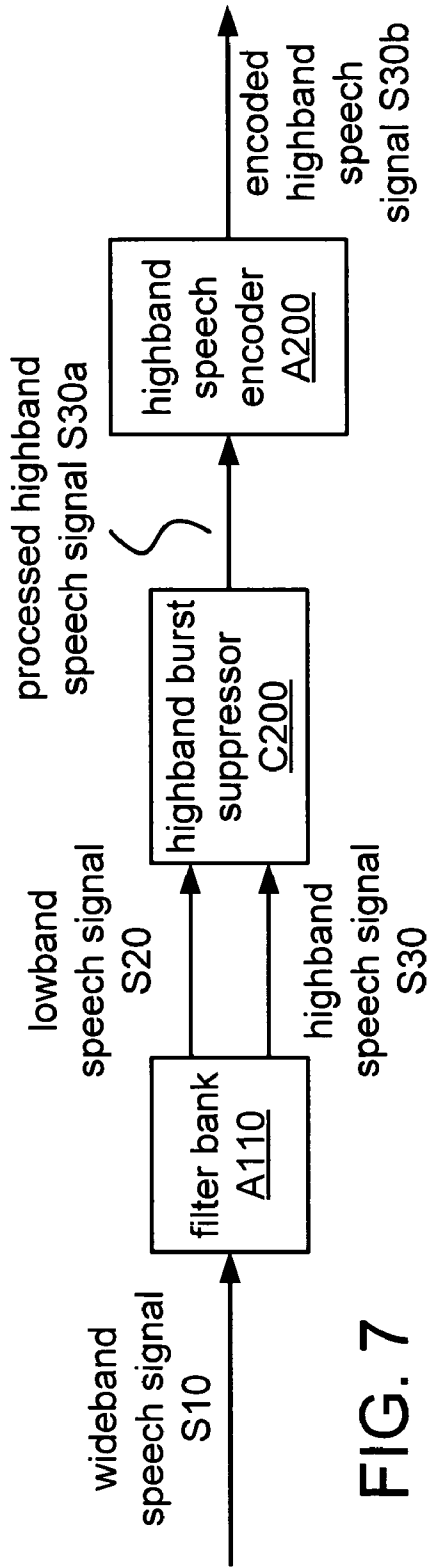 wideband
speech signal
S10
filter bank
A110
lowband
speech signal
S20
highband
speech signal
S30
highband burst
suppressor
C200
processed highband
speech signal S30a
highband
speech
encoder
A200
encoded
highband
speech
signal S30b
FIG. 7